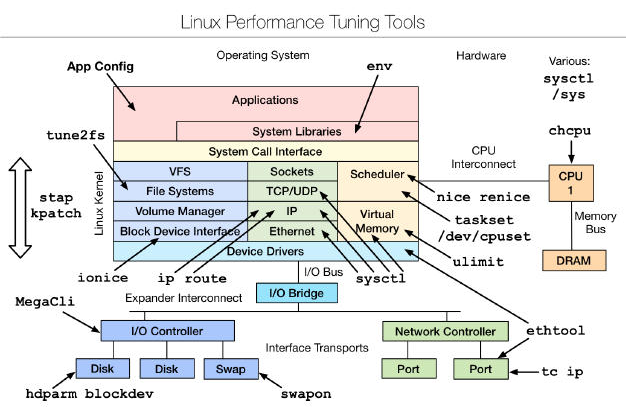 Linux Performance Tuning Tools
Operating System
Hardware
Various:
sysctl
/sys
App Config
env
Applications
System Libraries
tune2fs
System Call Interface
chcpu
CPU
Interconnect
VFS
Sockets
Scheduler
File Systems
TCP/UDP
CPU
1
nice renice
stap
kpatch
Linux Kernel
Volume Manager
IP
Virtual
Memory
taskset
/dev/cpuset
Memory
Bus
Block Device Interface
Ethernet
Device Drivers
ulimit
DRAM
ionice
ip route
I/O Bus
sysctl
MegaCli
Expander Interconnect
I/O Bridge
I/O Controller
Network Controller
ethtool
Interface Transports
Disk
Disk
Swap
Port
Port
tc ip
hdparm blockdev
swapon